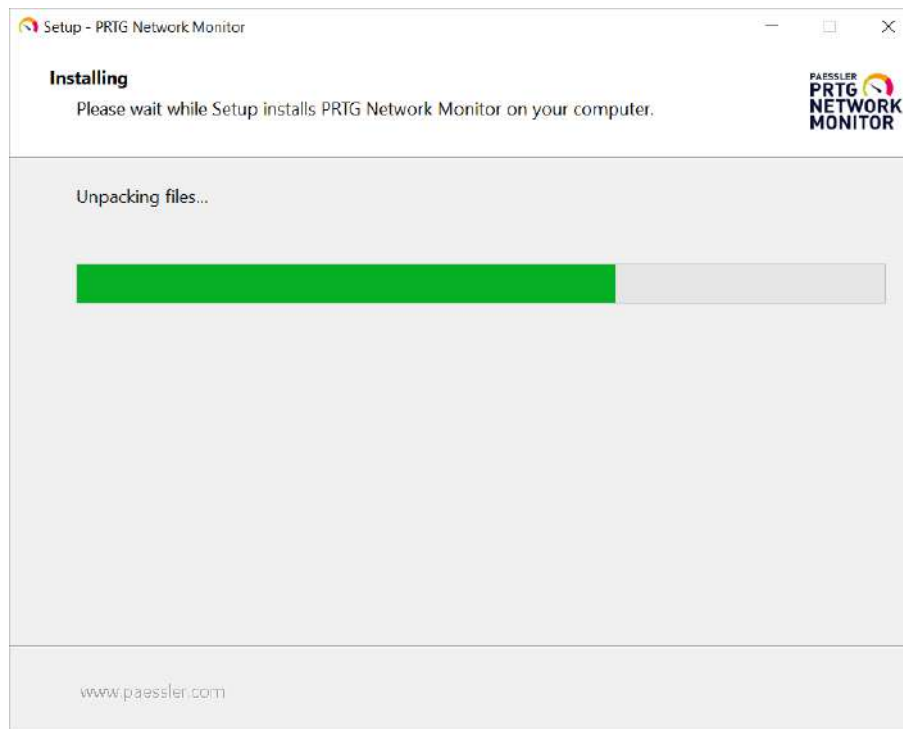 Setup - PRTG Network Monitor
Installing
Please wait while Setup installs PRTG Network Monitor on your computer.
PAESSLER
PRTG
NETWORK
MONITOR
Unpacking files...
www.paessler.com